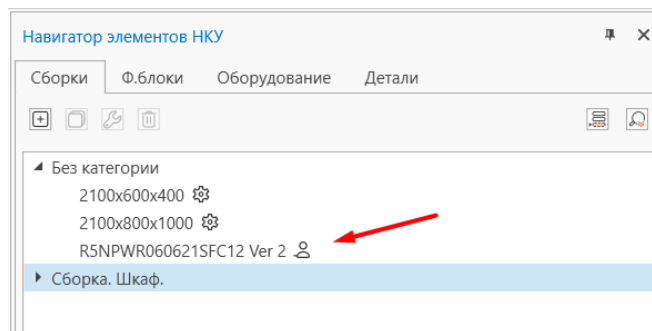 Навигатор элементов НКУ
Сборки Ф.блоки Оборудование Детали
Без категории
2100x600x400
2100x800x1000
R5NPWR060621SFC12 Ver 2
Сборка. Шкаф.